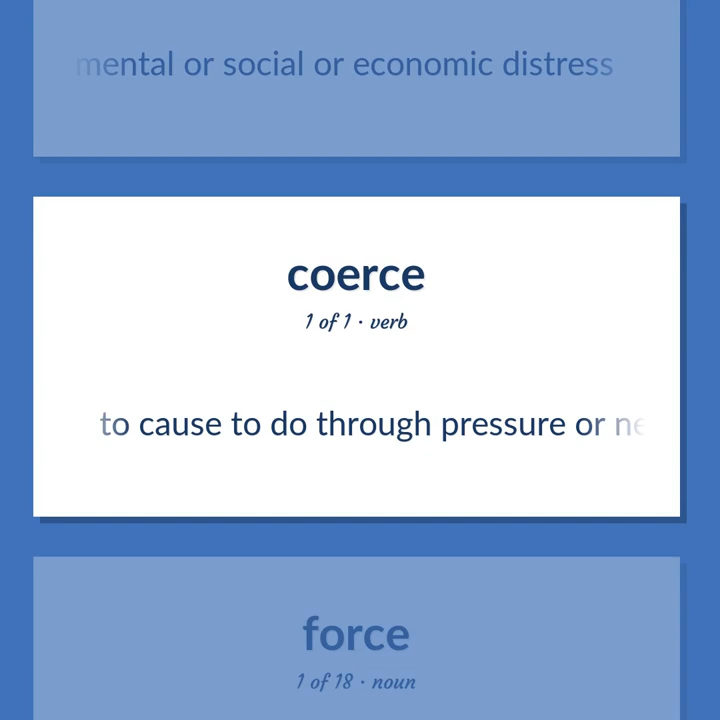 mental or social or economic distress
coerce
1 of 1 · verb
to cause to do through pressure or
force
1 of 18 · noun